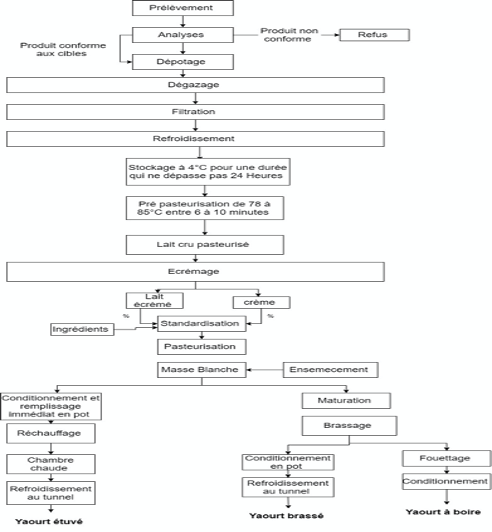 Prélèvement
Analyses
Produit non
conforme
Refus
Produit conforme
aux cibles
Dépotage
Dégazage
Filtration
Refroidissement
Stockage à 4°C pour une durée
qui ne dépasse pas 24 Heures
Pré pasteurisation de 78 à
85°C entre 6 à 10 minutes
Lait cru pasteurisé
Ecrémage
Lait
écrémé
crème
%
%
Ingrédients
Standardisation
Pasteurisation
Masse Blanche
Ensemecement
Conditionnement et
remplissage
immédiat en pot
Maturation
Réchauffage
Brassage
Chambre
chaude
Conditionnement
en pot
Fouettage
Refroidissement
au tunnel
Refroidissement
au tunnel
Conditionnement
Yaourt étuvé
Yaourt brassé
Yaourt à boire